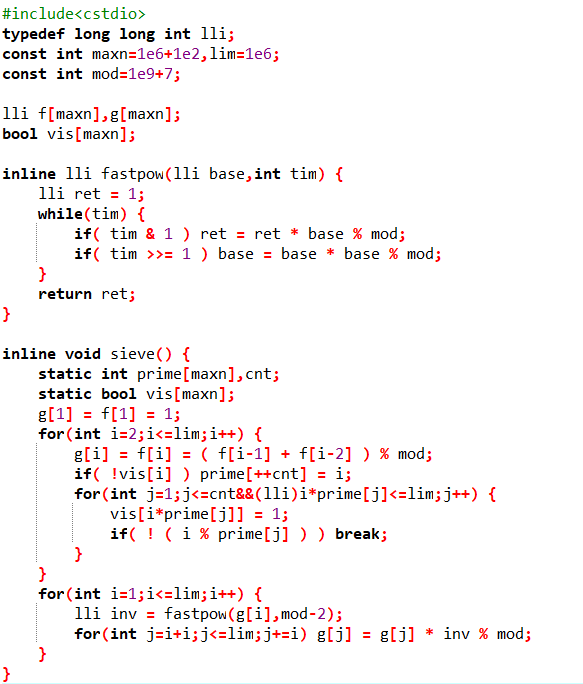 #include<cstdio>
typedef long long int lli;
const int maxn=1e6+1e2,lim=1e6;
const int mod=1e9+7;

lli f[maxn],g[maxn];
bool vis[maxn];

inline lli fastpow(lli base,int tim) {
    lli ret = 1;
    while(tim) {
        if( tim & 1 ) ret = ret * base % mod;
        if( tim >>= 1 ) base = base * base % mod;
    }
    return ret;
}

inline void sieve() {
    static int prime[maxn],cnt;
    static bool vis[maxn];
    g[1] = f[1] = 1;
    for(int i=2;i<=lim;i++) {
        g[i] = f[i] = ( f[i-1] + f[i-2] ) % mod;
        if( !vis[i] ) prime[++cnt] = i;
        for(int j=1;j<=cnt&&(lli)i*prime[j]<=lim;j++) {
            vis[i*prime[j]] = 1;
            if( ! ( i % prime[j] ) ) break;
        }
    }
    for(int i=1;i<=lim;i++) {
        lli inv = fastpow(g[i],mod-2);
        for(int j=i+i;j<=lim;j+=i) g[j] = g[j] * inv % mod;
    }
}